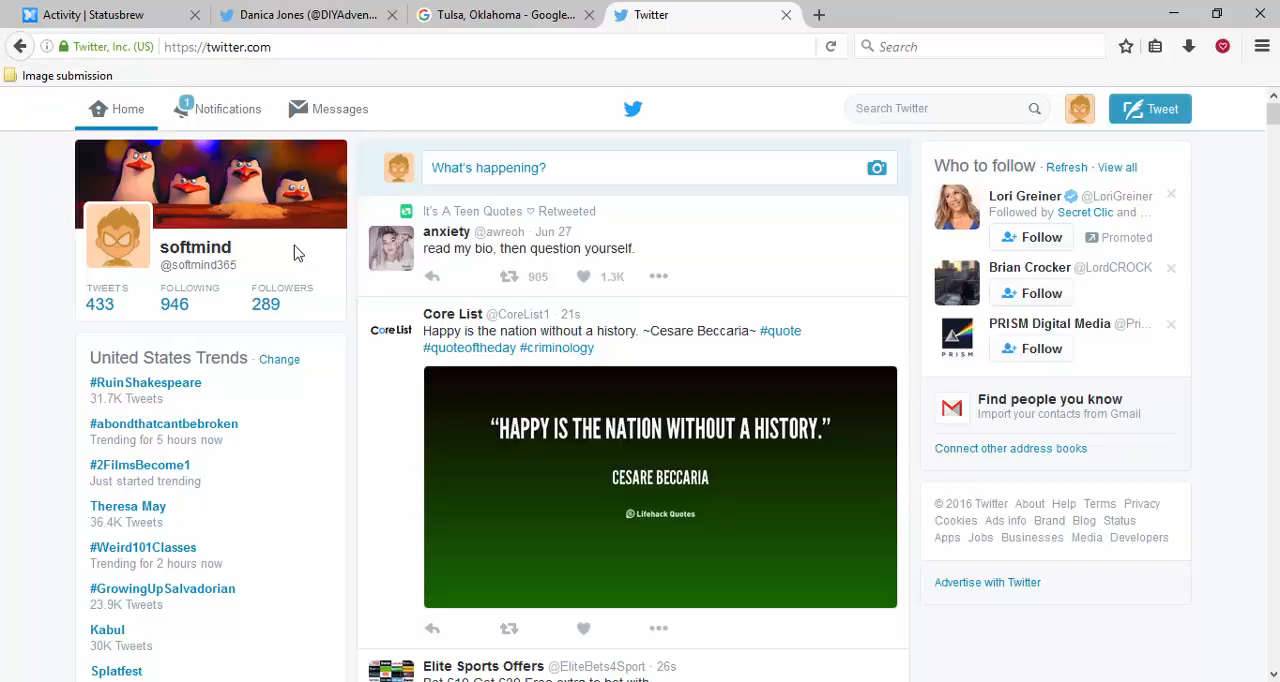 Activity | Statusbrew
Danica Jones (@DIYAdven...
Tulsa, Oklahoma - Google...
Twitter
Twitter, Inc. (US)
https://twitter.com
Search
Image submission
Home
1
Notifications
Messages
Search Twitter
Tweet
softmind
@softmind365
TWEETS FOLLOWING FOLLOWERS
433 946 289
United States Trends · Change
#RuinShakespeare
31.7K Tweets
#abondthatcantbebroken
Trending for 5 hours now
#2FilmsBecome1
Just started trending
Theresa May
36.4K Tweets
#Weird101Classes
Trending for 2 hours now
#GrowingUpSalvadorian
23.9K Tweets
Kabul
30K Tweets
Splatfest
What's happening?
It's A Teen Quotes ♡ Retweeted
anxiety @awreoh · Jun 27
read my bio, then question yourself.
905 1.3K
Core List
Core List @CoreList1 · 21s
Happy is the nation without a history. ~Cesare Beccaria~ #quote
#quoteoftheday #criminology
“HAPPY IS THE NATION WITHOUT A HISTORY.”
CESARE BECCARIA
Lifehack Quotes
Elite Sports Offers @EliteBets4Sport · 26s
Who to follow · Refresh · View all
Lori Greiner @LoriGreiner
Followed by Secret Clic and ...
Follow Promoted
Brian Crocker @LordCROCK
Follow
PRISM Digital Media @Pri...
PRISM
Follow
Find people you know
Import your contacts from Gmail
Connect other address books
© 2016 Twitter About Help Terms Privacy
Cookies Ads info Brand Blog Status
Apps Jobs Businesses Media Developers
Advertise with Twitter